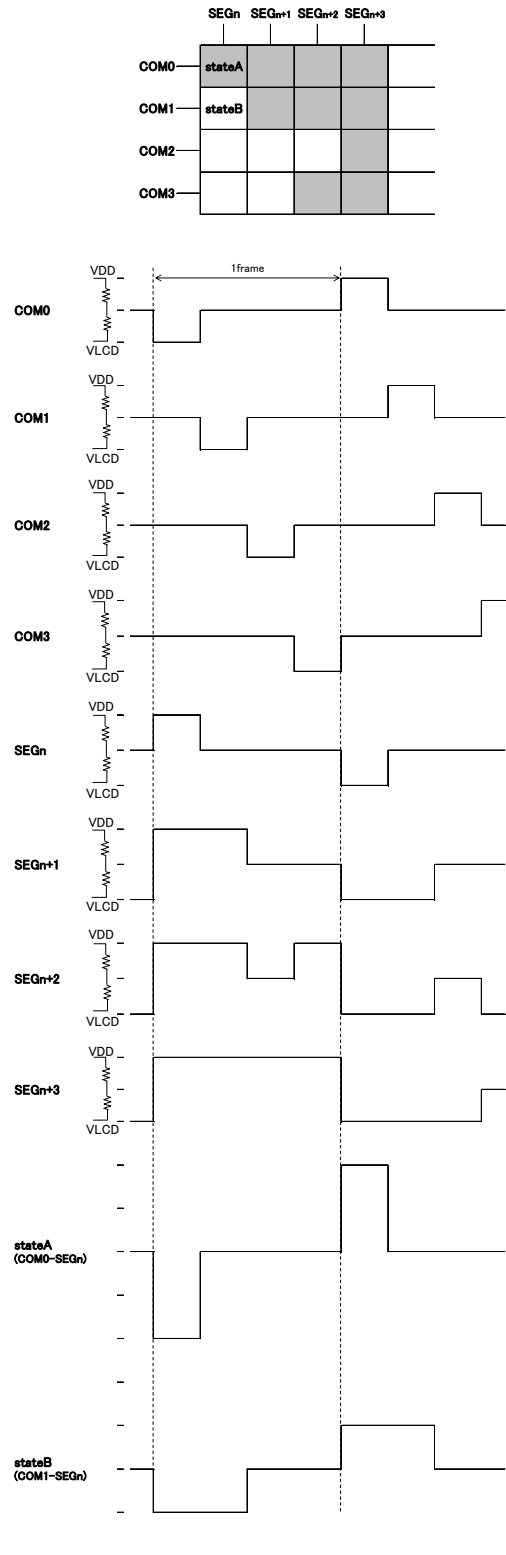 SEGn SEGn+1 SEGn+2 SEGn+3
COM0 stateA
COM1 stateB
COM2
COM3
1frame
VDD
COM0
VLCD
VDD
COM1
VLCD
VDD
COM2
VLCD
VDD
COM3
VLCD
VDD
SEGn
VLCD
VDD
SEGn+1
VLCD
VDD
SEGn+2
VLCD
VDD
SEGn+3
VLCD
stateA
(COM0-SEGn)
stateB
(COM1-SEGn)